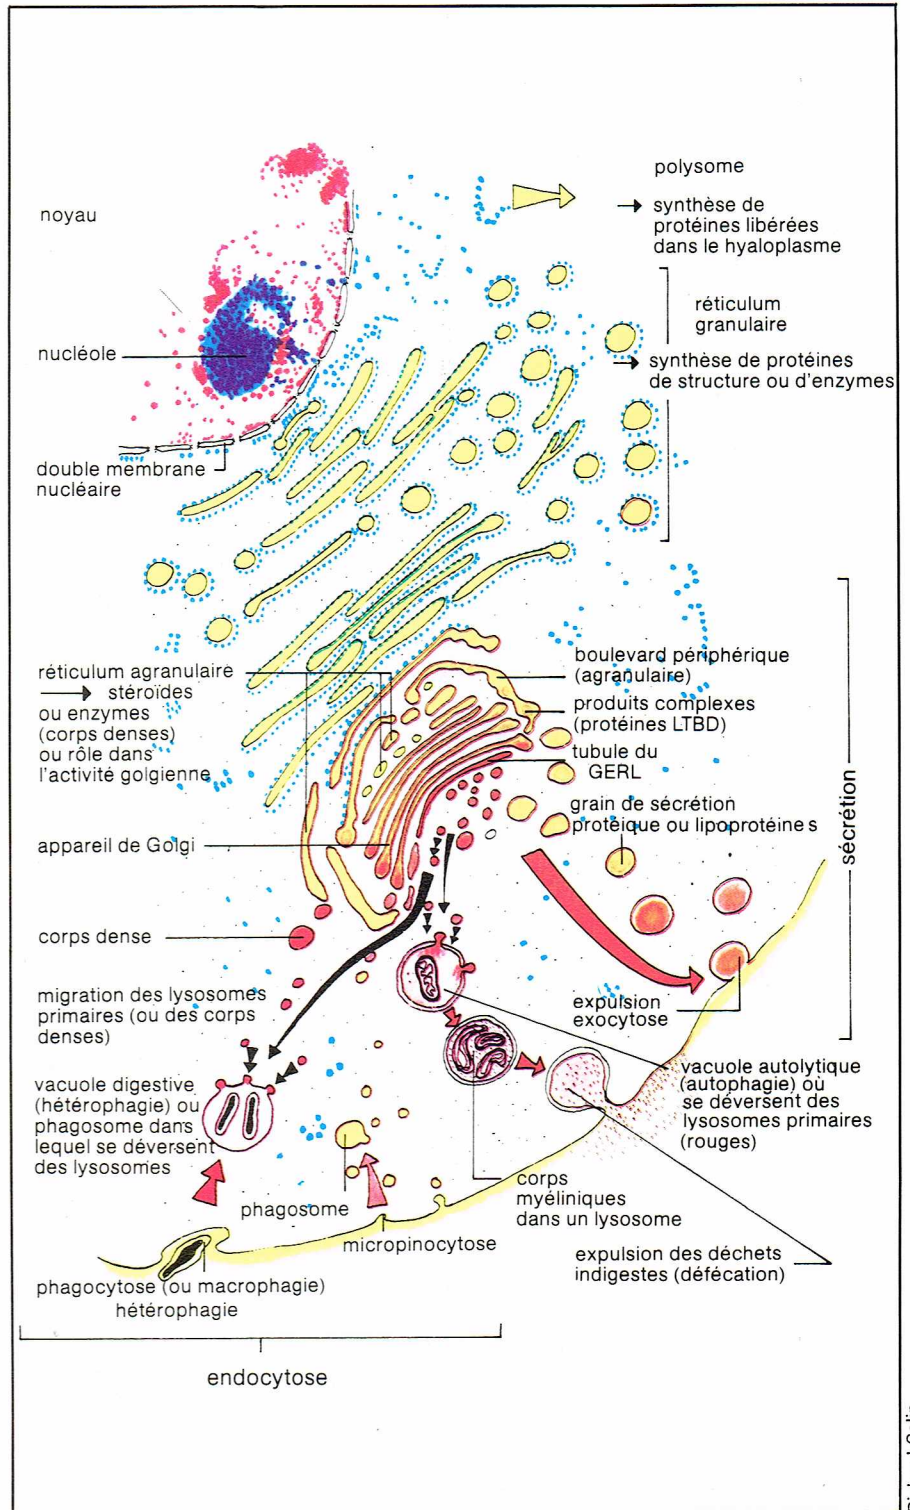 polysome
→ synthèse de
protéines libérées
dans le hyaloplasme
noyau
réticulum
granulaire
→ synthèse de protéines
de structure ou d'enzymes
nucléole
double membrane
nucléaire
réticulum agranulaire
→ stéroïdes
ou enzymes
(corps denses)
ou rôle dans
l'activité golgienne
boulevard périphérique
(agranulaire)
produits complexes
(protéines LTBD)
tubule du
GERL
grain de sécrétion
protéique ou lipoprotéines
sécrétion
appareil de Golgi
corps dense
migration des lysosomes
primaires (ou des corps
denses)
expulsion
exocytose
vacuole digestive
(hétérophagie) ou
phagosome dans
lequel se déversent
des lysosomes
vacuole autolytique
(autophagie) où
se déversent des
lysosomes primaires
(rouges)
phagosome
micropinocytose
corps
myéliniques
dans un lysosome
expulsion des déchets
indigestes (défécation)
phagocytose (ou macrophagie)
hétérophagie
endocytose